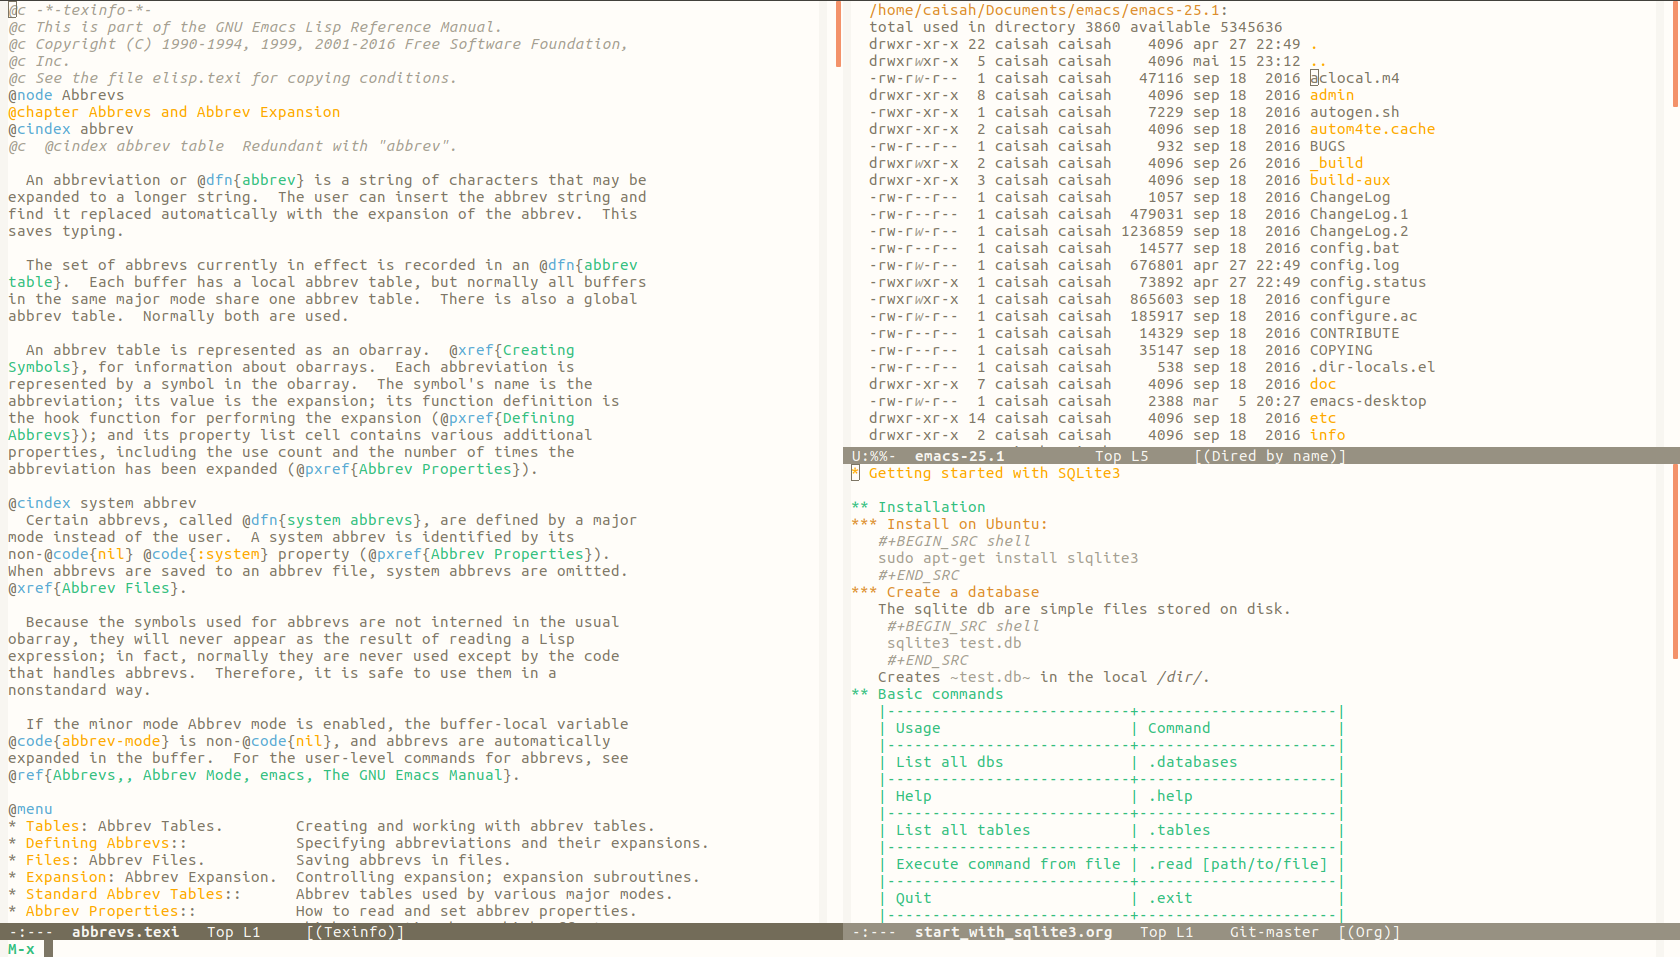 @c -*-texinfo-*-
@c This is part of the GNU Emacs Lisp Reference Manual.
@c Copyright (C) 1990-1994, 1999, 2001-2016 Free Software Foundation,
@c Inc.
@c See the file elisp.texi for copying conditions.
@node Abbrevs
@chapter Abbrevs and Abbrev Expansion
@cindex abbrev
@c  @cindex abbrev table  Redundant with "abbrev".

  An abbreviation or @dfn{abbrev} is a string of characters that may be
expanded to a longer string.  The user can insert the abbrev string and
find it replaced automatically with the expansion of the abbrev.  This
saves typing.

  The set of abbrevs currently in effect is recorded in an @dfn{abbrev
table}.  Each buffer has a local abbrev table, but normally all buffers
in the same major mode share one abbrev table.  There is also a global
abbrev table.  Normally both are used.

  An abbrev table is represented as an obarray.  @xref{Creating
Symbols}, for information about obarrays.  Each abbreviation is
represented by a symbol in the obarray.  The symbol's name is the
abbreviation; its value is the expansion; its function definition is
the hook function for performing the expansion (@pxref{Defining
Abbrevs}); and its property list cell contains various additional
properties, including the use count and the number of times the
abbreviation has been expanded (@pxref{Abbrev Properties}).

@cindex system abbrev
  Certain abbrevs, called @dfn{system abbrevs}, are defined by a major
mode instead of the user.  A system abbrev is identified by its
non-@code{nil} @code{:system} property (@pxref{Abbrev Properties}).
When abbrevs are saved to an abbrev file, system abbrevs are omitted.
@xref{Abbrev Files}.

  Because the symbols used for abbrevs are not interned in the usual
obarray, they will never appear as the result of reading a Lisp
expression; in fact, normally they are never used except by the code
that handles abbrevs.  Therefore, it is safe to use them in a
nonstandard way.

  If the minor mode Abbrev mode is enabled, the buffer-local variable
@code{abbrev-mode} is non-@code{nil}, and abbrevs are automatically
expanded in the buffer.  For the user-level commands for abbrevs, see
@ref{Abbrevs,, Abbrev Mode, emacs, The GNU Emacs Manual}.

@menu
* Tables: Abbrev Tables.        Creating and working with abbrev tables.
* Defining Abbrevs::            Specifying abbreviations and their expansions.
* Files: Abbrev Files.          Saving abbrevs in files.
* Expansion: Abbrev Expansion.  Controlling expansion; expansion subroutines.
* Standard Abbrev Tables::      Abbrev tables used by various major modes.
* Abbrev Properties::           How to read and set abbrev properties.
-:---  abbrevs.texi   Top L1     [(Texinfo)]
M-x
/home/caisah/Documents/emacs/emacs-25.1:
total used in directory 3860 available 5345636
drwxr-xr-x 22 caisah caisah    4096 apr 27 22:49 .
drwxrwxr-x  5 caisah caisah    4096 mai 15 23:12 ..
-rw-rw-r--  1 caisah caisah   47116 sep 18  2016 aclocal.m4
drwxr-xr-x  8 caisah caisah    4096 sep 18  2016 admin
-rwxr-xr-x  1 caisah caisah    7229 sep 18  2016 autogen.sh
drwxr-xr-x  2 caisah caisah    4096 sep 18  2016 autom4te.cache
-rw-r--r--  1 caisah caisah     932 sep 18  2016 BUGS
drwxrwxr-x  2 caisah caisah    4096 sep 26  2016 _build
drwxr-xr-x  3 caisah caisah    4096 sep 18  2016 build-aux
-rw-r--r--  1 caisah caisah    1057 sep 18  2016 ChangeLog
-rw-r--r--  1 caisah caisah  479031 sep 18  2016 ChangeLog.1
-rw-rw-r--  1 caisah caisah 1236859 sep 18  2016 ChangeLog.2
-rw-r--r--  1 caisah caisah   14577 sep 18  2016 config.bat
-rw-rw-r--  1 caisah caisah  676801 apr 27 22:49 config.log
-rwxrwxr-x  1 caisah caisah   73892 apr 27 22:49 config.status
-rwxrwxr-x  1 caisah caisah  865603 sep 18  2016 configure
-rw-rw-r--  1 caisah caisah  185917 sep 18  2016 configure.ac
-rw-r--r--  1 caisah caisah   14329 sep 18  2016 CONTRIBUTE
-rw-r--r--  1 caisah caisah   35147 sep 18  2016 COPYING
-rw-r--r--  1 caisah caisah     538 sep 18  2016 .dir-locals.el
drwxr-xr-x  7 caisah caisah    4096 sep 18  2016 doc
-rw-rw-r--  1 caisah caisah    2388 mar  5 20:27 emacs-desktop
drwxr-xr-x 14 caisah caisah    4096 sep 18  2016 etc
drwxr-xr-x  2 caisah caisah    4096 sep 18  2016 info
U:%%-  emacs-25.1          Top L5     [(Dired by name)]
* Getting started with SQLite3

** Installation
*** Install on Ubuntu:
   #+BEGIN_SRC shell
   sudo apt-get install slqlite3
   #+END_SRC
*** Create a database
   The sqlite db are simple files stored on disk.
    #+BEGIN_SRC shell
    sqlite3 test.db
    #+END_SRC
   Creates ~test.db~ in the local /dir/.
** Basic commands
   |---------------------------+----------------------|
   | Usage                     | Command              |
   |---------------------------+----------------------|
   | List all dbs              | .databases           |
   |---------------------------+----------------------|
   | Help                      | .help                |
   |---------------------------+----------------------|
   | List all tables           | .tables              |
   |---------------------------+----------------------|
   | Execute command from file | .read [path/to/file] |
   |---------------------------+----------------------|
   | Quit                      | .exit                |
   |---------------------------+----------------------|
-:---  start_with_sqlite3.org   Top L1    Git-master  [(Org)]